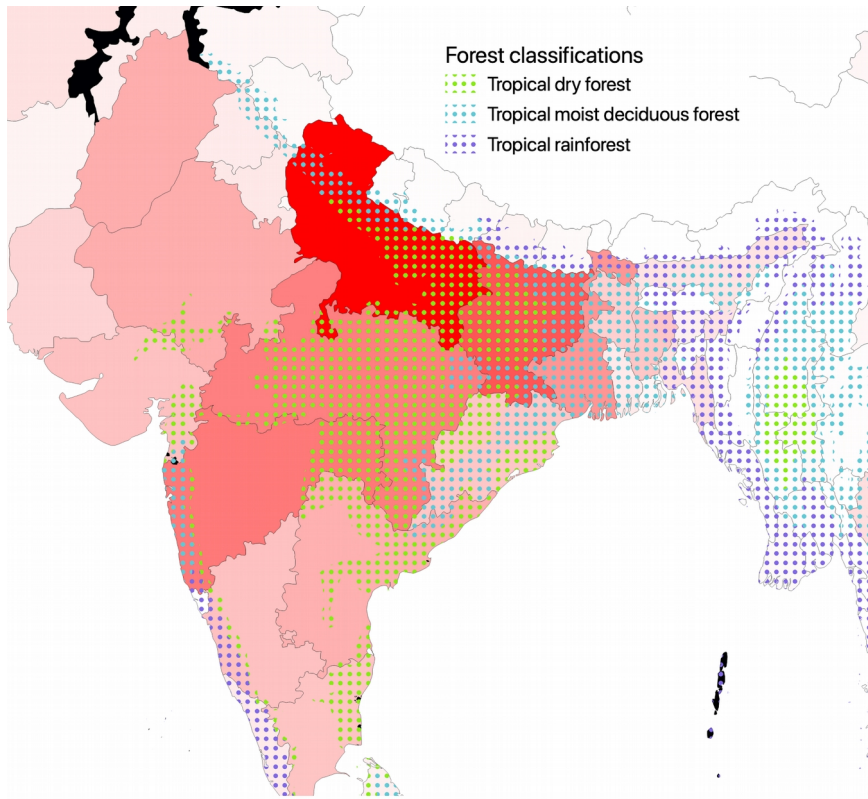 Forest classifications
Tropical dry forest
Tropical moist deciduous forest
Tropical rainforest